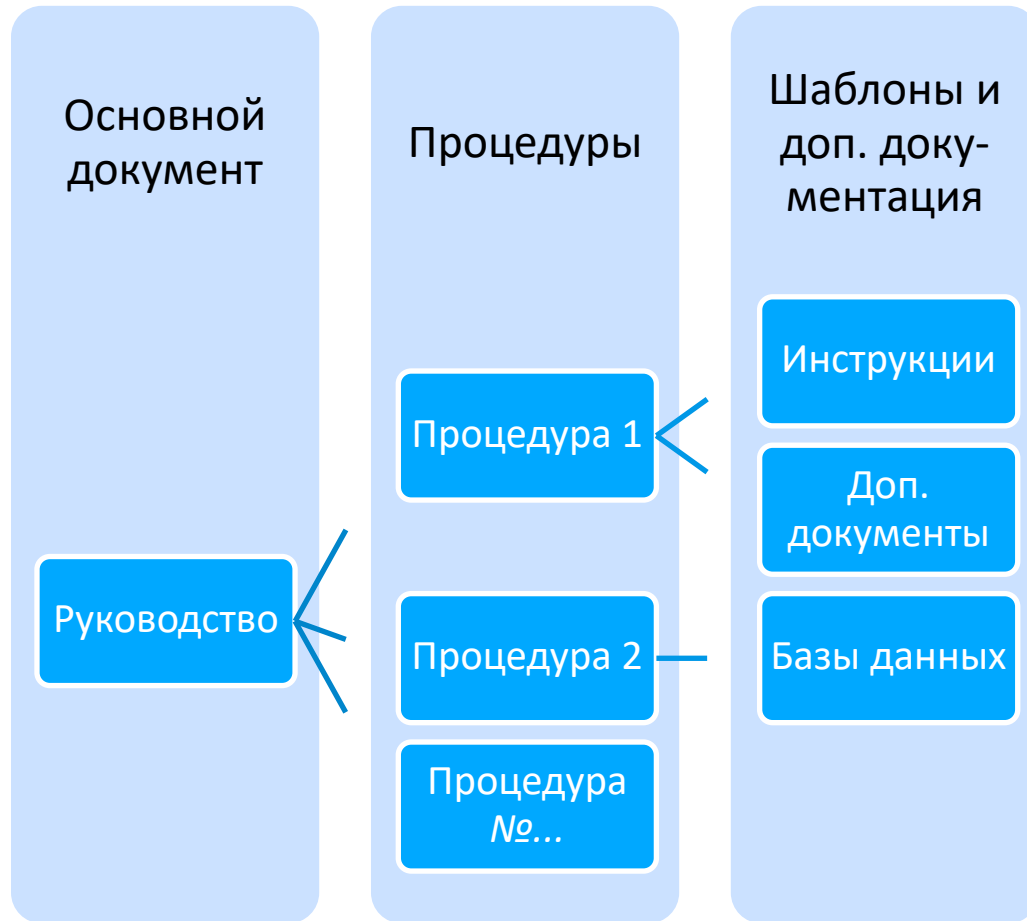 Основной
документ
Руководство
Процедуры
Процедура 1
Процедура 2
Процедура
№...
Шаблоны и
доп. доку-
ментация
Инструкции
Доп.
документы
Базы данных